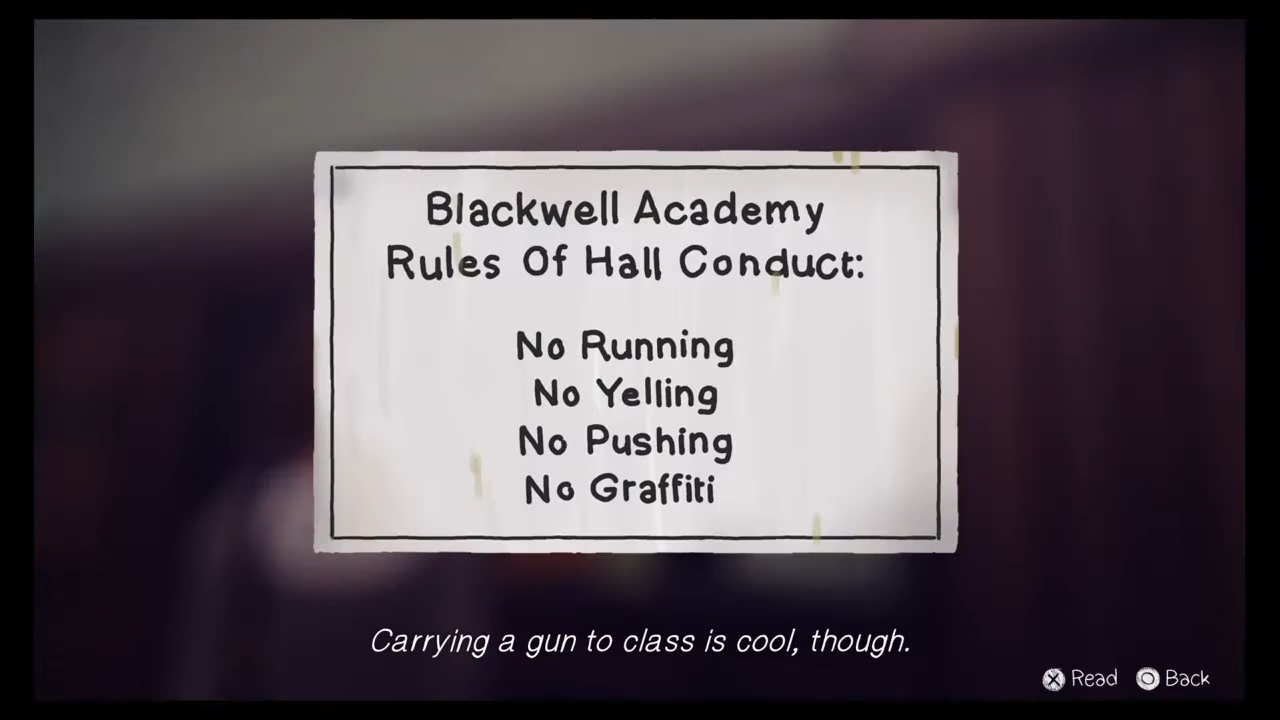 Blackwell Academy
Rules Of Hall Conduct:
No Running
No Yelling
No Pushing
No Graffiti
Carrying a gun to class is cool, though.
Read Back